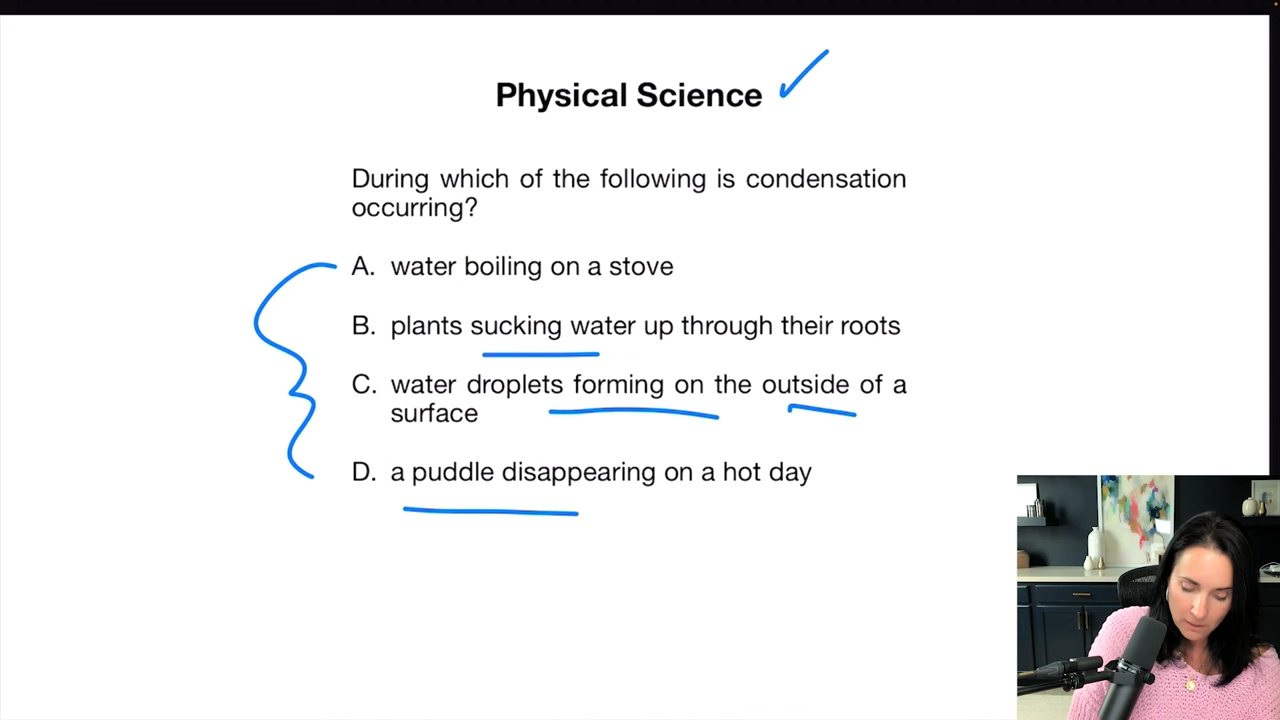 Physical Science
During which of the following is condensation
occurring?
A. water boiling on a stove
B. plants sucking water up through their roots
C. water droplets forming on the outside of a
surface
D. a puddle disappearing on a hot day